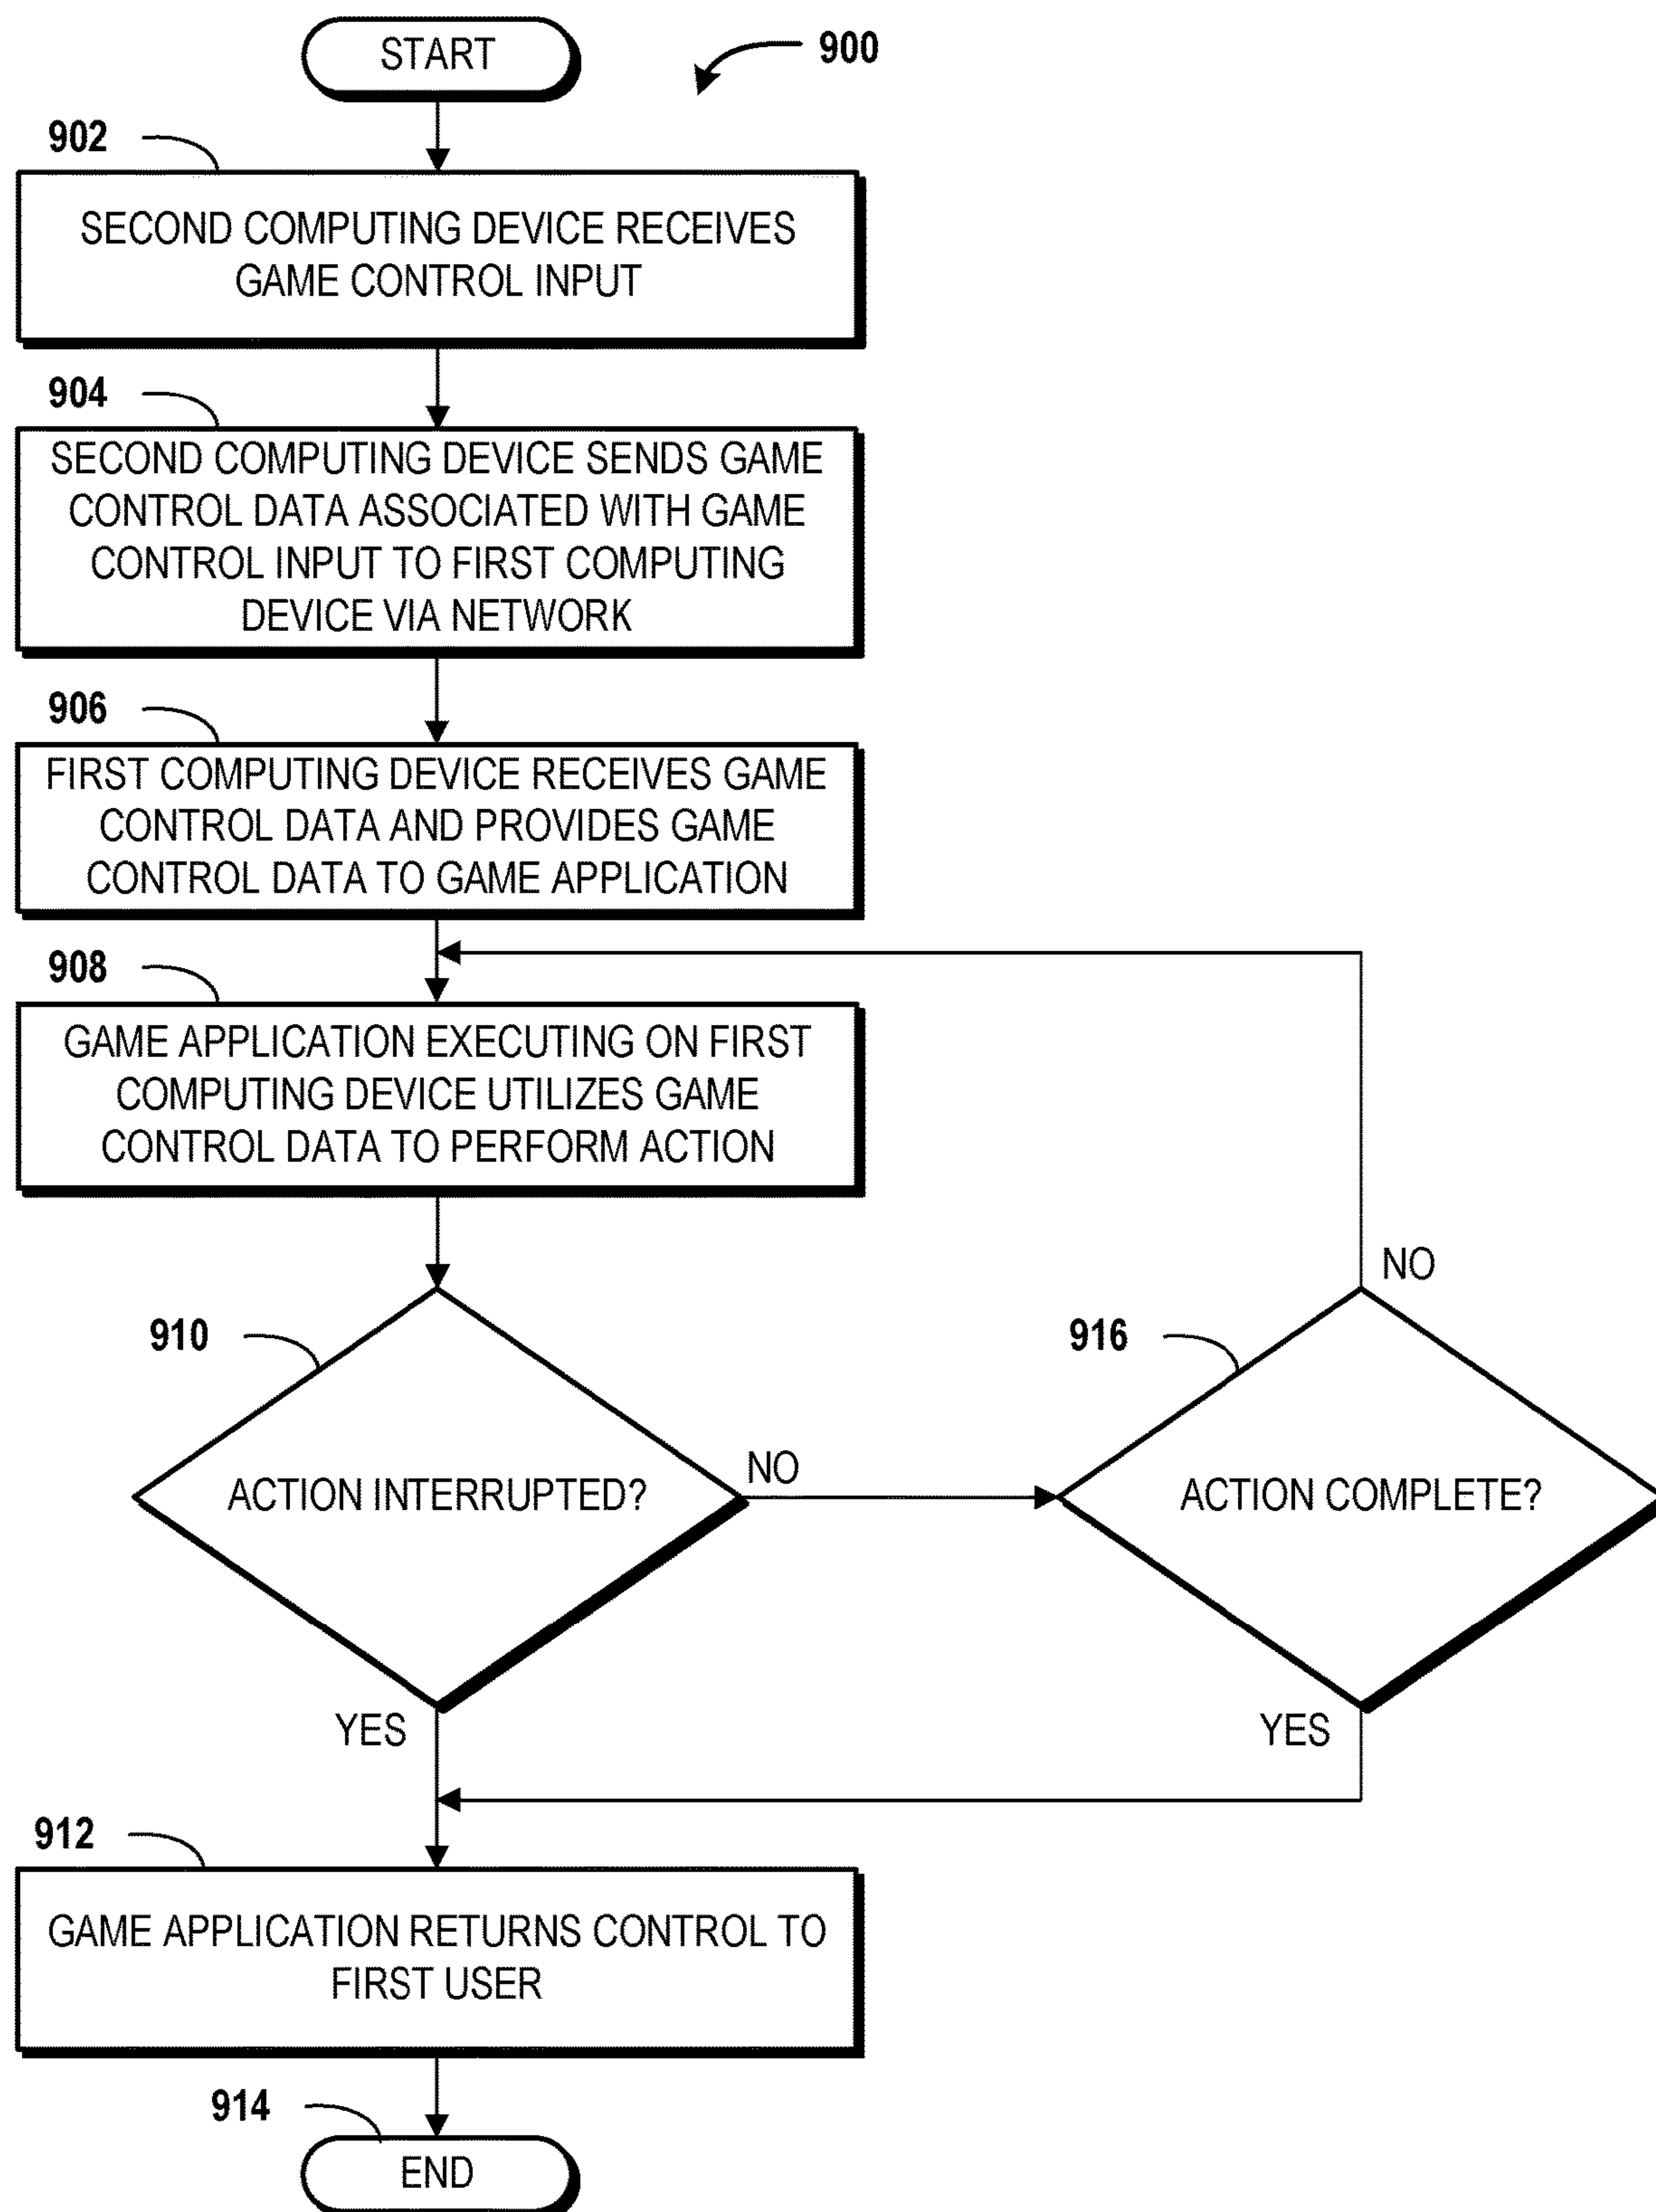 START
900
902
SECOND COMPUTING DEVICE RECEIVES
GAME CONTROL INPUT
904
SECOND COMPUTING DEVICE SENDS GAME
CONTROL DATA ASSOCIATED WITH GAME
CONTROL INPUT TO FIRST COMPUTING
DEVICE VIA NETWORK
906
FIRST COMPUTING DEVICE RECEIVES GAME
CONTROL DATA AND PROVIDES GAME
CONTROL DATA TO GAME APPLICATION
908
GAME APPLICATION EXECUTING ON FIRST
COMPUTING DEVICE UTILIZES GAME
CONTROL DATA TO PERFORM ACTION
910
ACTION INTERRUPTED?
NO
YES
916
NO
ACTION COMPLETE?
YES
912
GAME APPLICATION RETURNS CONTROL TO
FIRST USER
914
END